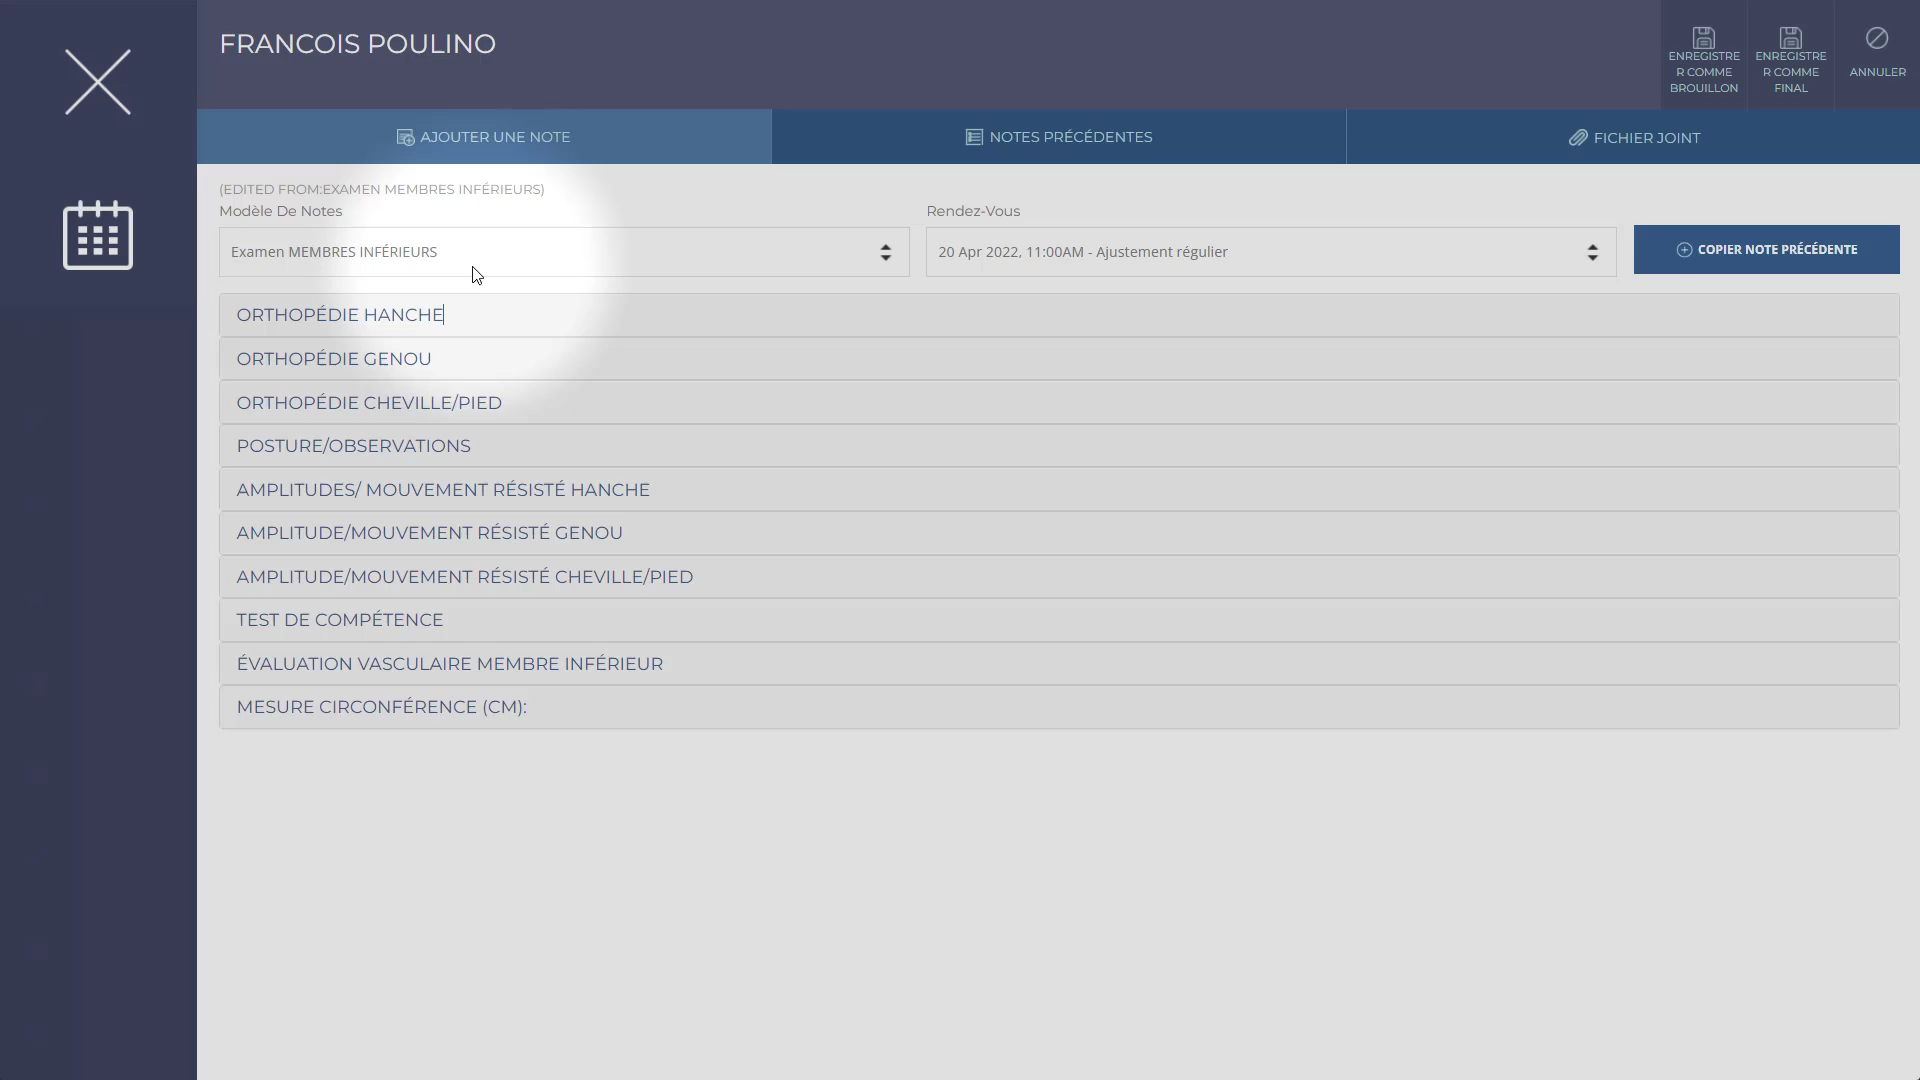 FRANCOIS POULINO
ENREGISTRE
R COMME
BROUILLON
ENREGISTRE
R COMME
FINAL
ANNULER
AJOUTER UNE NOTE
NOTES PRÉCÉDENTES
FICHIER JOINT
(EDITED FROM:EXAMEN MEMBRES INFÉRIEURS)
Modèle De Notes
Rendez-Vous
Examen MEMBRES INFÉRIEURS
20 Apr 2022, 11:00AM - Ajustement régulier
COPIER NOTE PRÉCÉDENTE
ORTHOPÉDIE HANCHE
ORTHOPÉDIE GENOU
ORTHOPÉDIE CHEVILLE/PIED
POSTURE/OBSERVATIONS
AMPLITUDES/ MOUVEMENT RÉSISTÉ HANCHE
AMPLITUDE/MOUVEMENT RÉSISTÉ GENOU
AMPLITUDE/MOUVEMENT RÉSISTÉ CHEVILLE/PIED
TEST DE COMPÉTENCE
ÉVALUATION VASCULAIRE MEMBRE INFÉRIEUR
MESURE CIRCONFÉRENCE (CM):